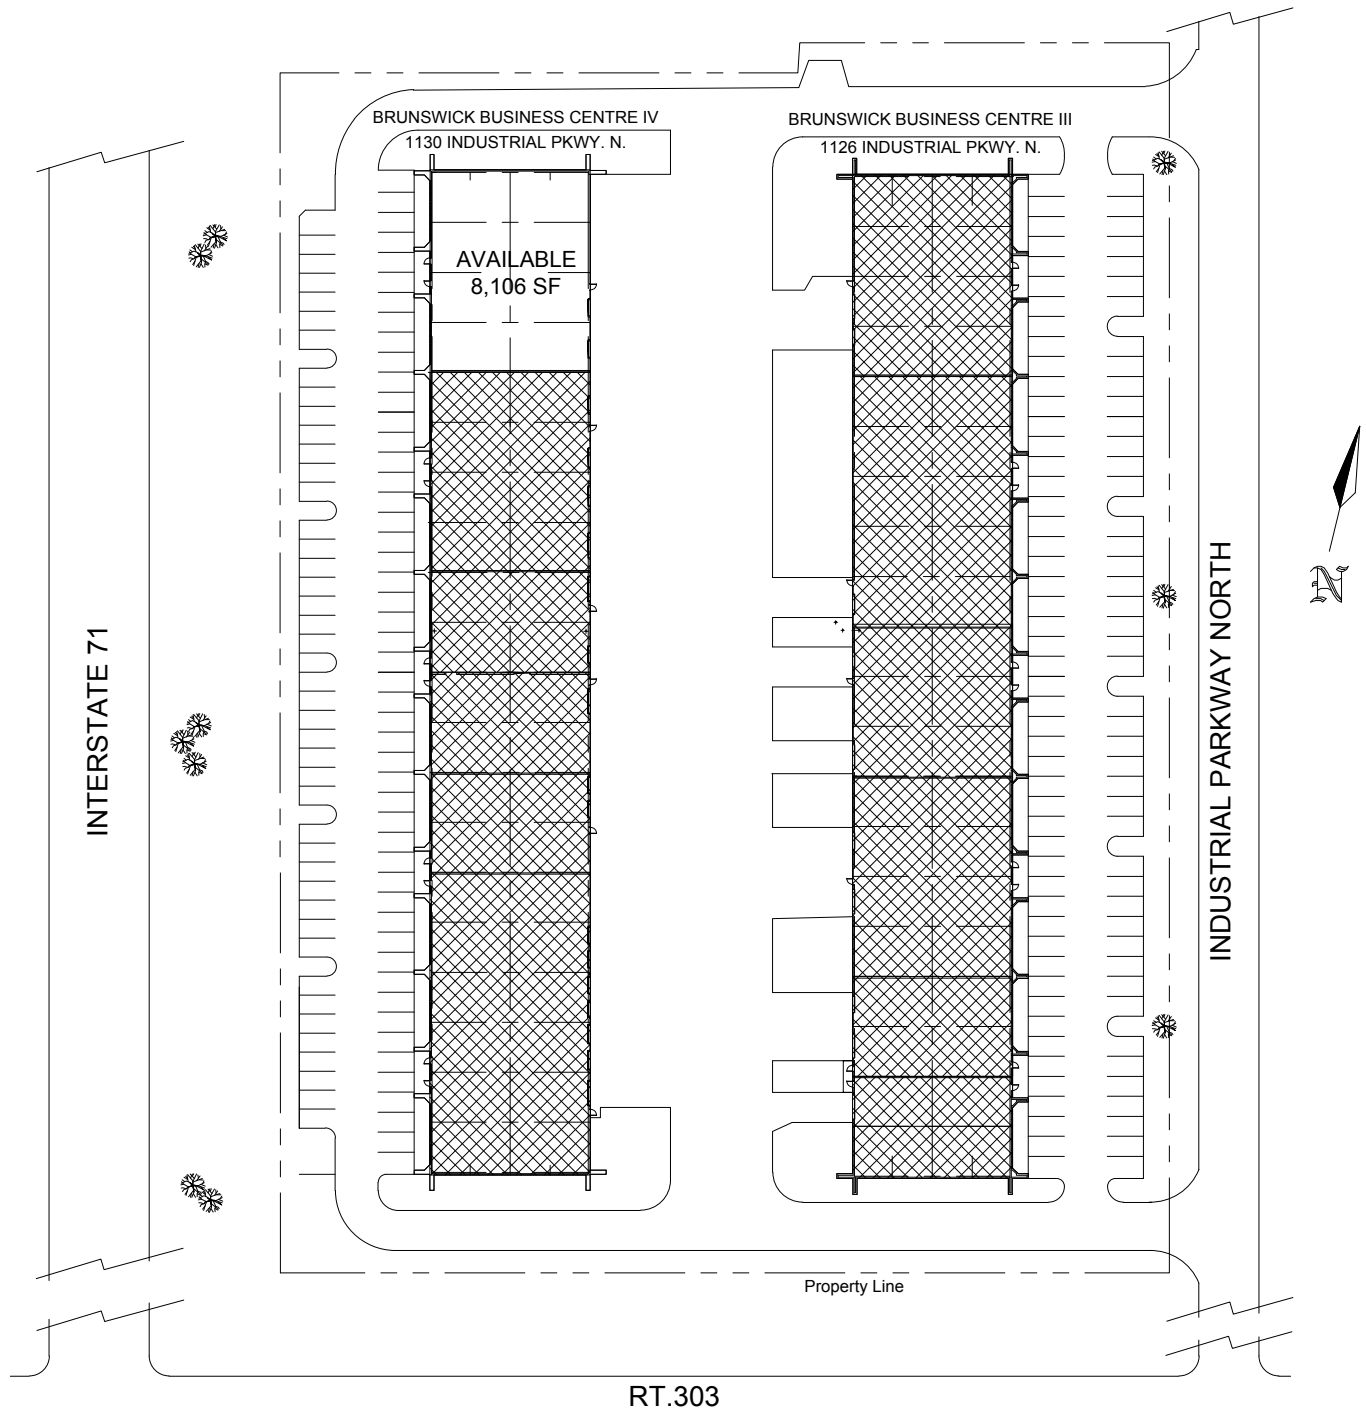 BRUNSWICK BUSINESS CENTRE IV
1130 INDUSTRIAL PKWY. N.
BRUNSWICK BUSINESS CENTRE III
1126 INDUSTRIAL PKWY. N.
AVAILABLE
8,106 SF
INTERSTATE 71
INDUSTRIAL PARKWAY NORTH
N
Property Line
RT.303